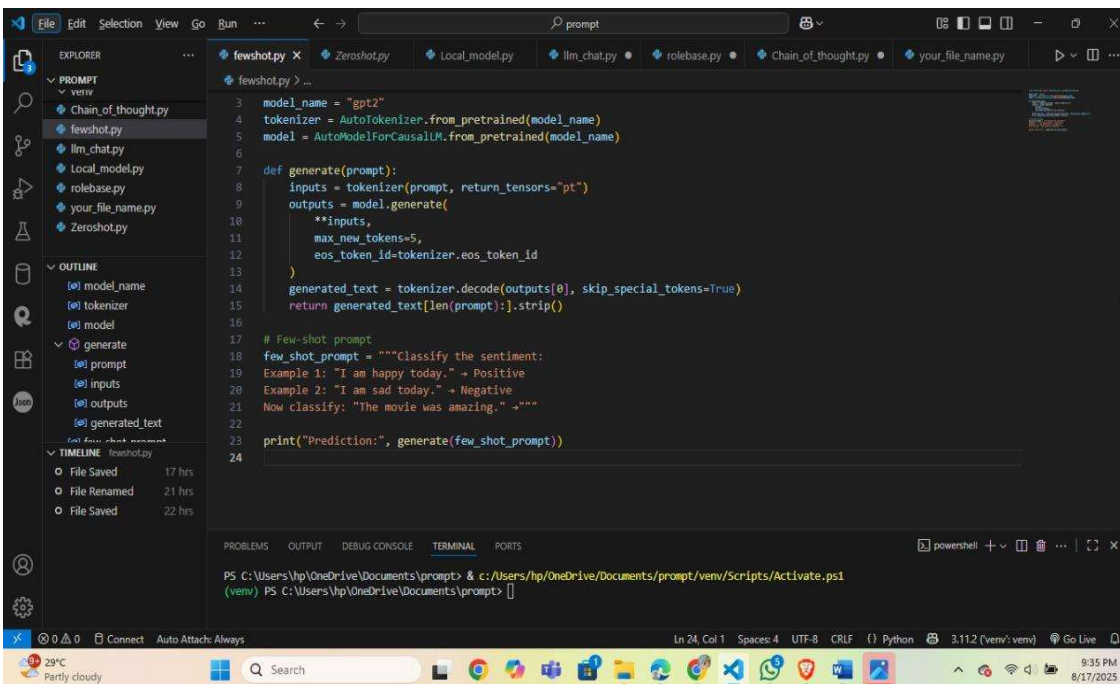 File Edit Selection View Go Run ··· ← → prompt
EXPLORER ···
fewshot.py × Zeroshot.py Local_model.py llm_chat.py ● rolebase.py ● Chain_of_thought.py ● your_file_name.py
PROMPT
venv
Chain_of_thought.py
fewshot.py
llm_chat.py
Local_model.py
rolebase.py
your_file_name.py
Zeroshot.py
OUTLINE
model_name
tokenizer
model
generate
prompt
inputs
outputs
generated_text
few_shot_prompt
TIMELINE fewshot.py
File Saved 17 hrs
File Renamed 21 hrs
File Saved 22 hrs
fewshot.py > ...
3 model_name = "gpt2"
4 tokenizer = AutoTokenizer.from_pretrained(model_name)
5 model = AutoModelForCausalLM.from_pretrained(model_name)
6
7 def generate(prompt):
8 inputs = tokenizer(prompt, return_tensors="pt")
9 outputs = model.generate(
10 **inputs,
11 max_new_tokens=5,
12 eos_token_id=tokenizer.eos_token_id
13 )
14 generated_text = tokenizer.decode(outputs[0], skip_special_tokens=True)
15 return generated_text[len(prompt):].strip()
16
17 # Few-shot prompt
18 few_shot_prompt = """Classify the sentiment:
19 Example 1: "I am happy today." → Positive
20 Example 2: "I am sad today." → Negative
21 Now classify: "The movie was amazing." →"""
22
23 print("Prediction:", generate(few_shot_prompt))
24
PROBLEMS OUTPUT DEBUG CONSOLE TERMINAL PORTS powershell
PS C:\Users\hp\OneDrive\Documents\prompt> & c:/Users/hp/OneDrive/Documents/prompt/venv/Scripts/Activate.ps1
(venv) PS C:\Users\hp\OneDrive\Documents\prompt>
0 0 Connect Auto Attach: Always Ln 24, Col 1 Spaces: 4 UTF-8 CRLF {} Python 3.11.2 ('venv': venv) Go Live
29°C
Partly cloudy
Search
9:35 PM
8/17/2025